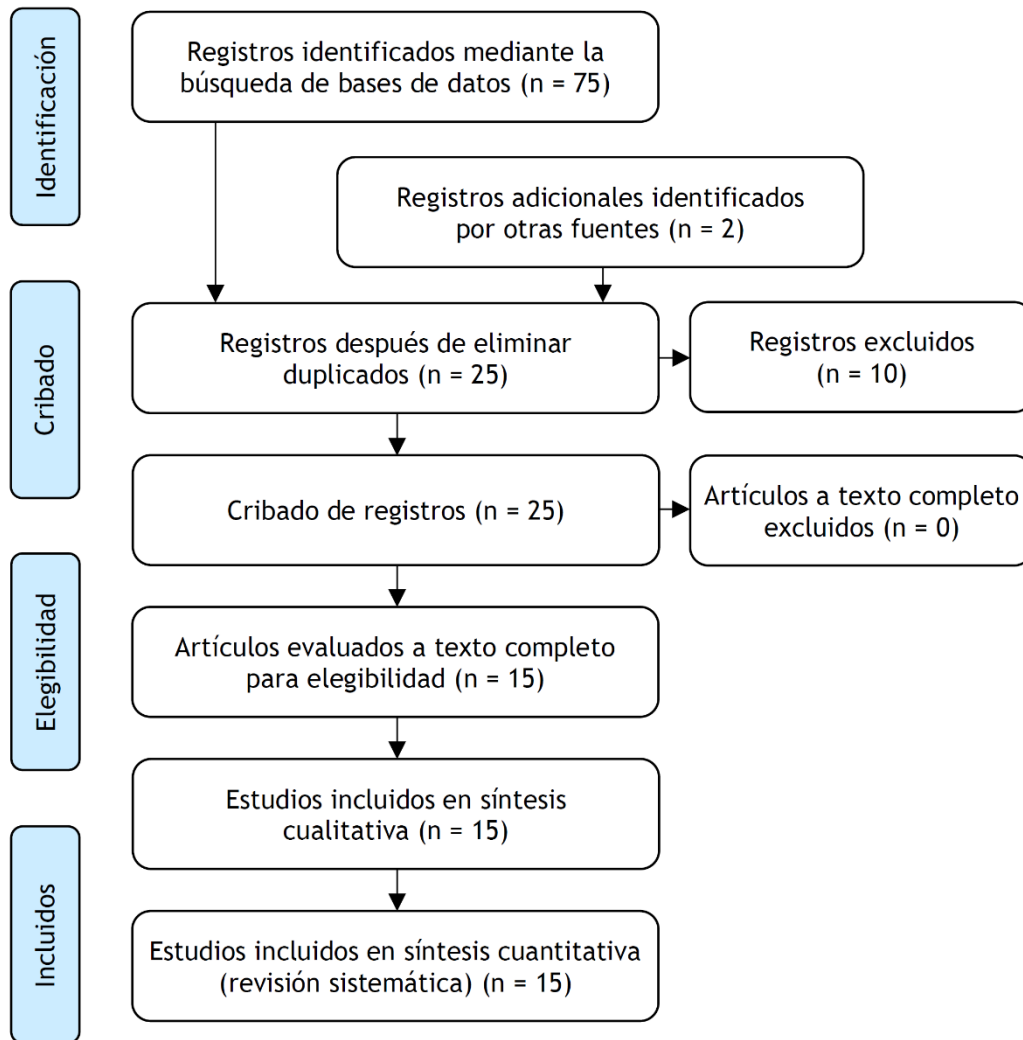 Identificación
Registros identificados mediante la
búsqueda de bases de datos (n = 75)
Registros adicionales identificados
por otras fuentes (n = 2)
Cribado
Registros después de eliminar
duplicados (n = 25)
Registros excluidos
(n = 10)
Cribado de registros (n = 25)
Artículos a texto completo
excluidos (n = 0)
Elegibilidad
Artículos evaluados a texto completo
para elegibilidad (n = 15)
Estudios incluidos en síntesis
cualitativa (n = 15)
Incluidos
Estudios incluidos en síntesis cuantitativa
(revisión sistemática) (n = 15)